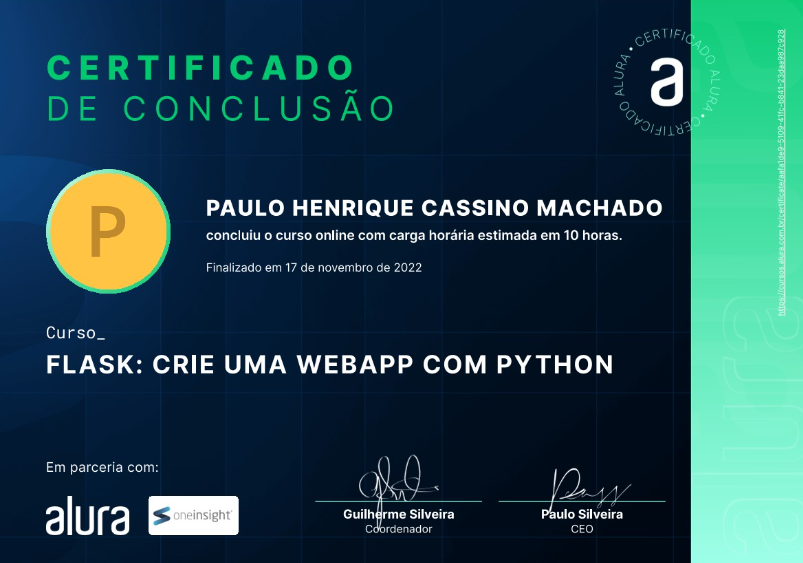 CERTIFICADO
DE CONCLUSÃO
CERTIFICADO ALURA • CERTIFICADO ALURA •
a
P
PAULO HENRIQUE CASSINO MACHADO
concluiu o curso online com carga horária estimada em 10 horas.
Finalizado em 17 de novembro de 2022
Curso_
FLASK: CRIE UMA WEBAPP COM PYTHON
Em parceria com:
alura
oneinsight
Guilherme Silveira
Coordenador
Paulo Silveira
CEO
alura